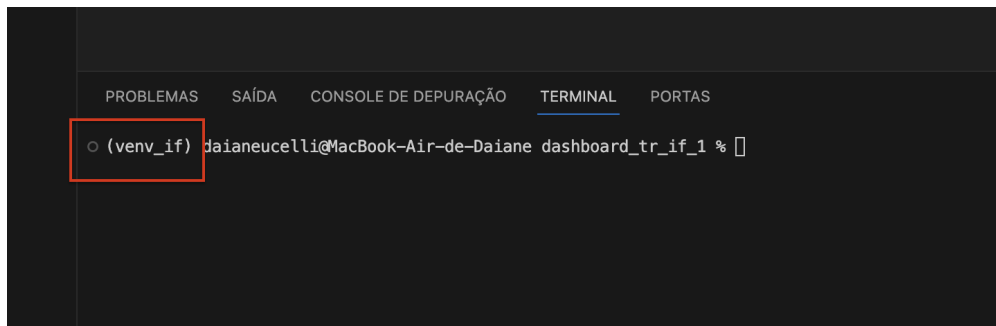 PROBLEMAS SAÍDA CONSOLE DE DEPURAÇÃO TERMINAL PORTAS
(venv_if) daianeucelli@MacBook-Air-de-Daiane dashboard_tr_if_1 %